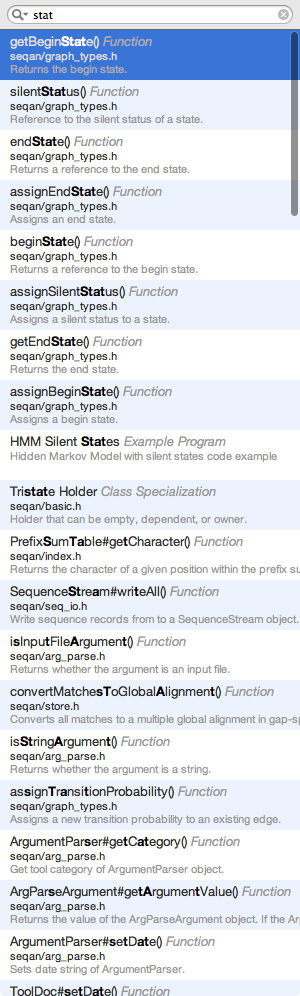 stat
getBeginState() Function
seqan/graph_types.h
Returns the begin state.
silentStatus() Function
seqan/graph_types.h
Reference to the silent status of a state.
endState() Function
seqan/graph_types.h
Returns a reference to the end state.
assignEndState() Function
seqan/graph_types.h
Assigns an end state.
beginState() Function
seqan/graph_types.h
Returns a reference to the begin state.
assignSilentStatus() Function
seqan/graph_types.h
Assigns a silent status to a state.
getEndState() Function
seqan/graph_types.h
Returns the end state.
assignBeginState() Function
seqan/graph_types.h
Assigns a begin state.
HMM Silent States Example Program
Hidden Markov Model with silent states code example
Tristate Holder Class Specialization
seqan/basic.h
Holder that can be empty, dependent, or owner.
PrefixSumTable#getCharacter() Function
seqan/index.h
Returns the character of a given position within the prefix su
SequenceStream#writeAll() Function
seqan/seq_io.h
Write sequence records from to a SequenceStream object.
isInputFileArgument() Function
seqan/arg_parse.h
Returns whether the argument is an input file.
convertMatchesToGlobalAlignment() Function
seqan/store.h
Converts all matches to a multiple global alignment in gap-sp
isStringArgument() Function
seqan/arg_parse.h
Returns whether the argument is a string.
assignTransitionProbability() Function
seqan/graph_types.h
Assigns a new transition probability to an existing edge.
ArgumentParser#getCategory() Function
seqan/arg_parse.h
Get tool category of ArgumentParser object.
ArgParseArgument#getArgumentValue() Function
seqan/arg_parse.h
Returns the value of the ArgParseArgument object. If the Ar
ArgumentParser#setDate() Function
seqan/arg_parse.h
Sets date string of ArgumentParser.
ToolDoc#setDate() Function